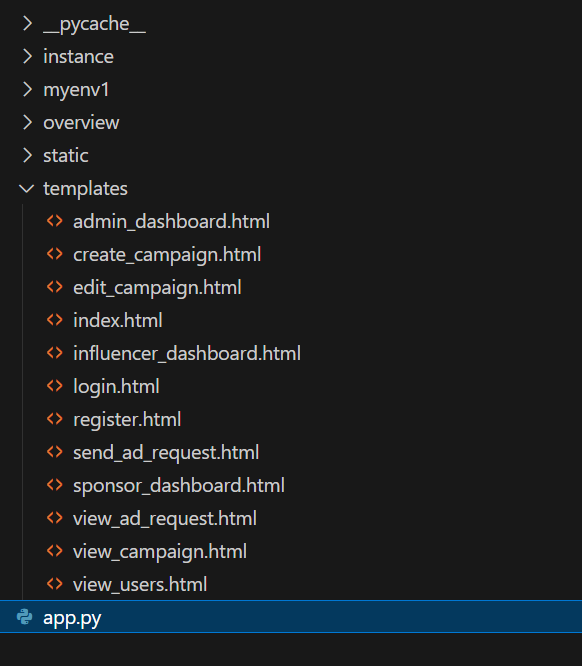 __pycache__
instance
myenv1
overview
static
templates
admin_dashboard.html
create_campaign.html
edit_campaign.html
index.html
influencer_dashboard.html
login.html
register.html
send_ad_request.html
sponsor_dashboard.html
view_ad_request.html
view_campaign.html
view_users.html
app.py